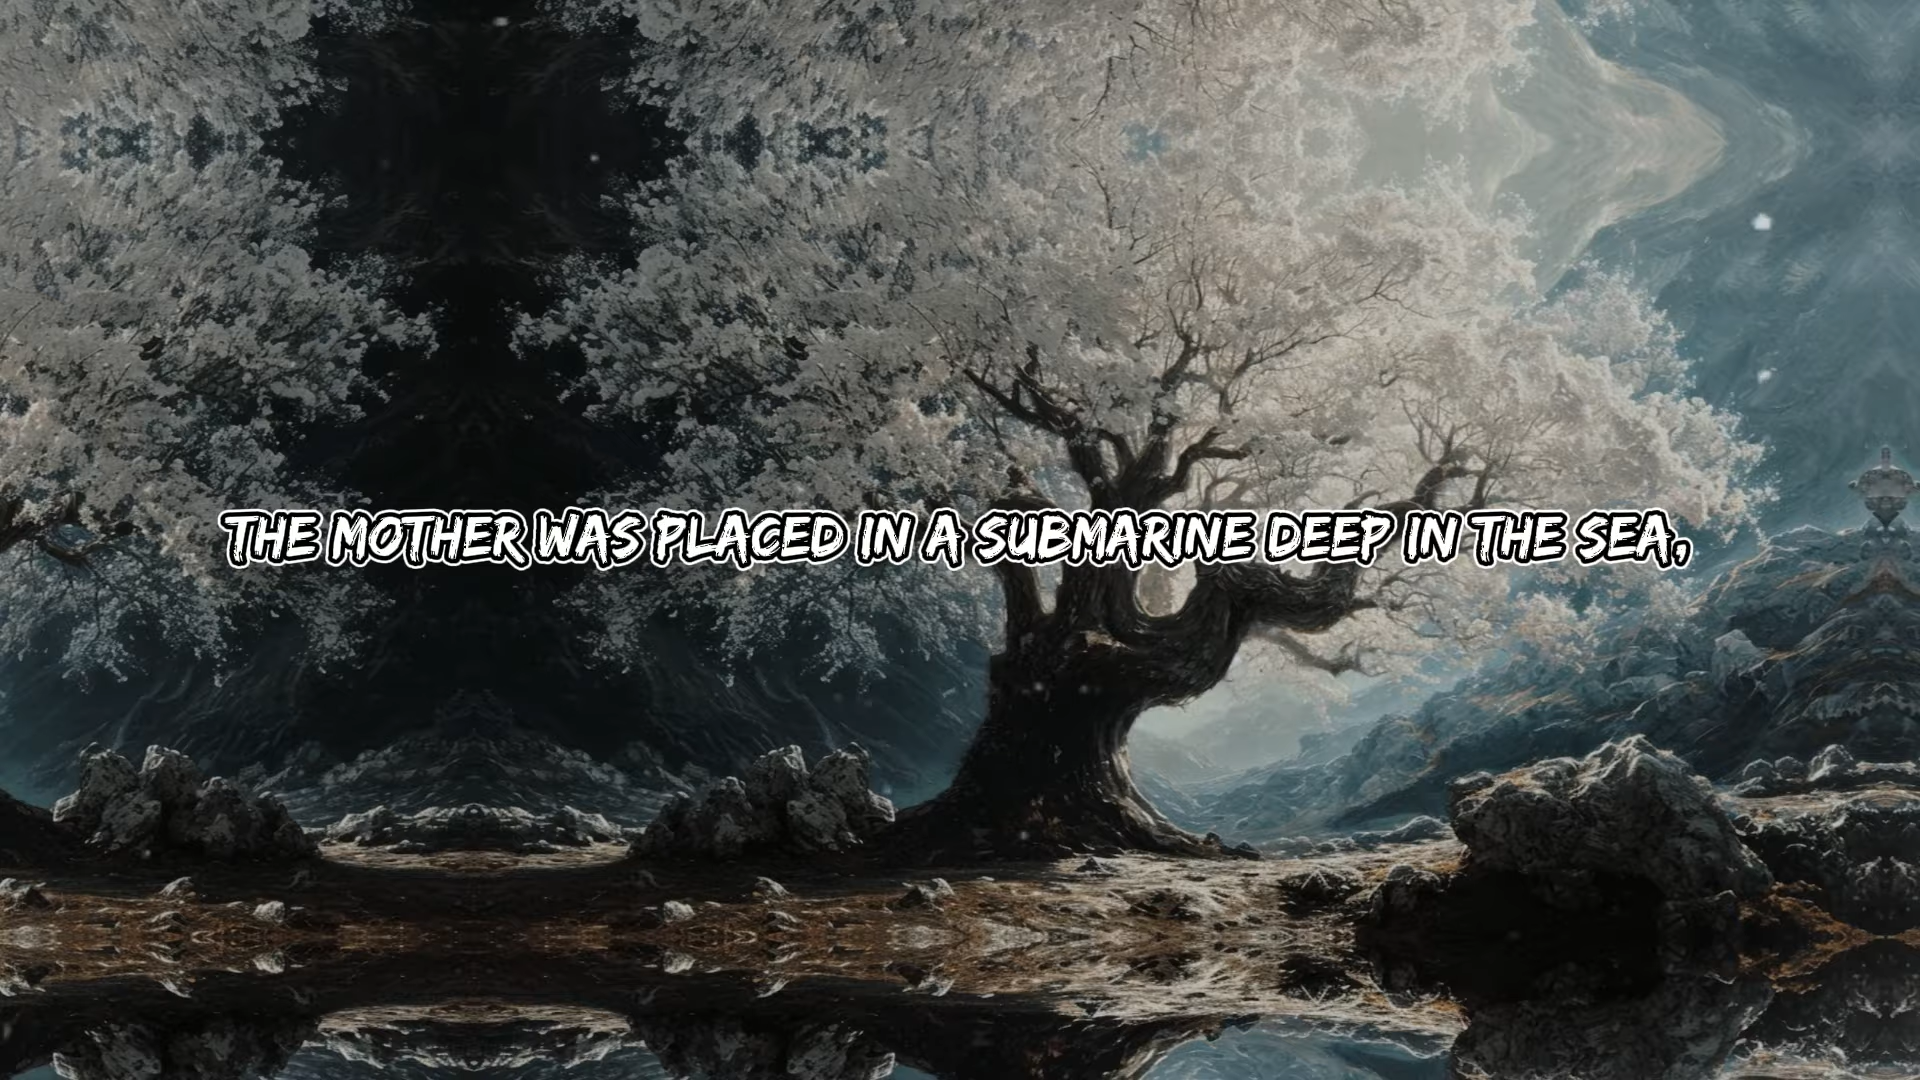 THE MOTHER WAS PLACED IN A SUBMARINE DEEP IN THE SEA,